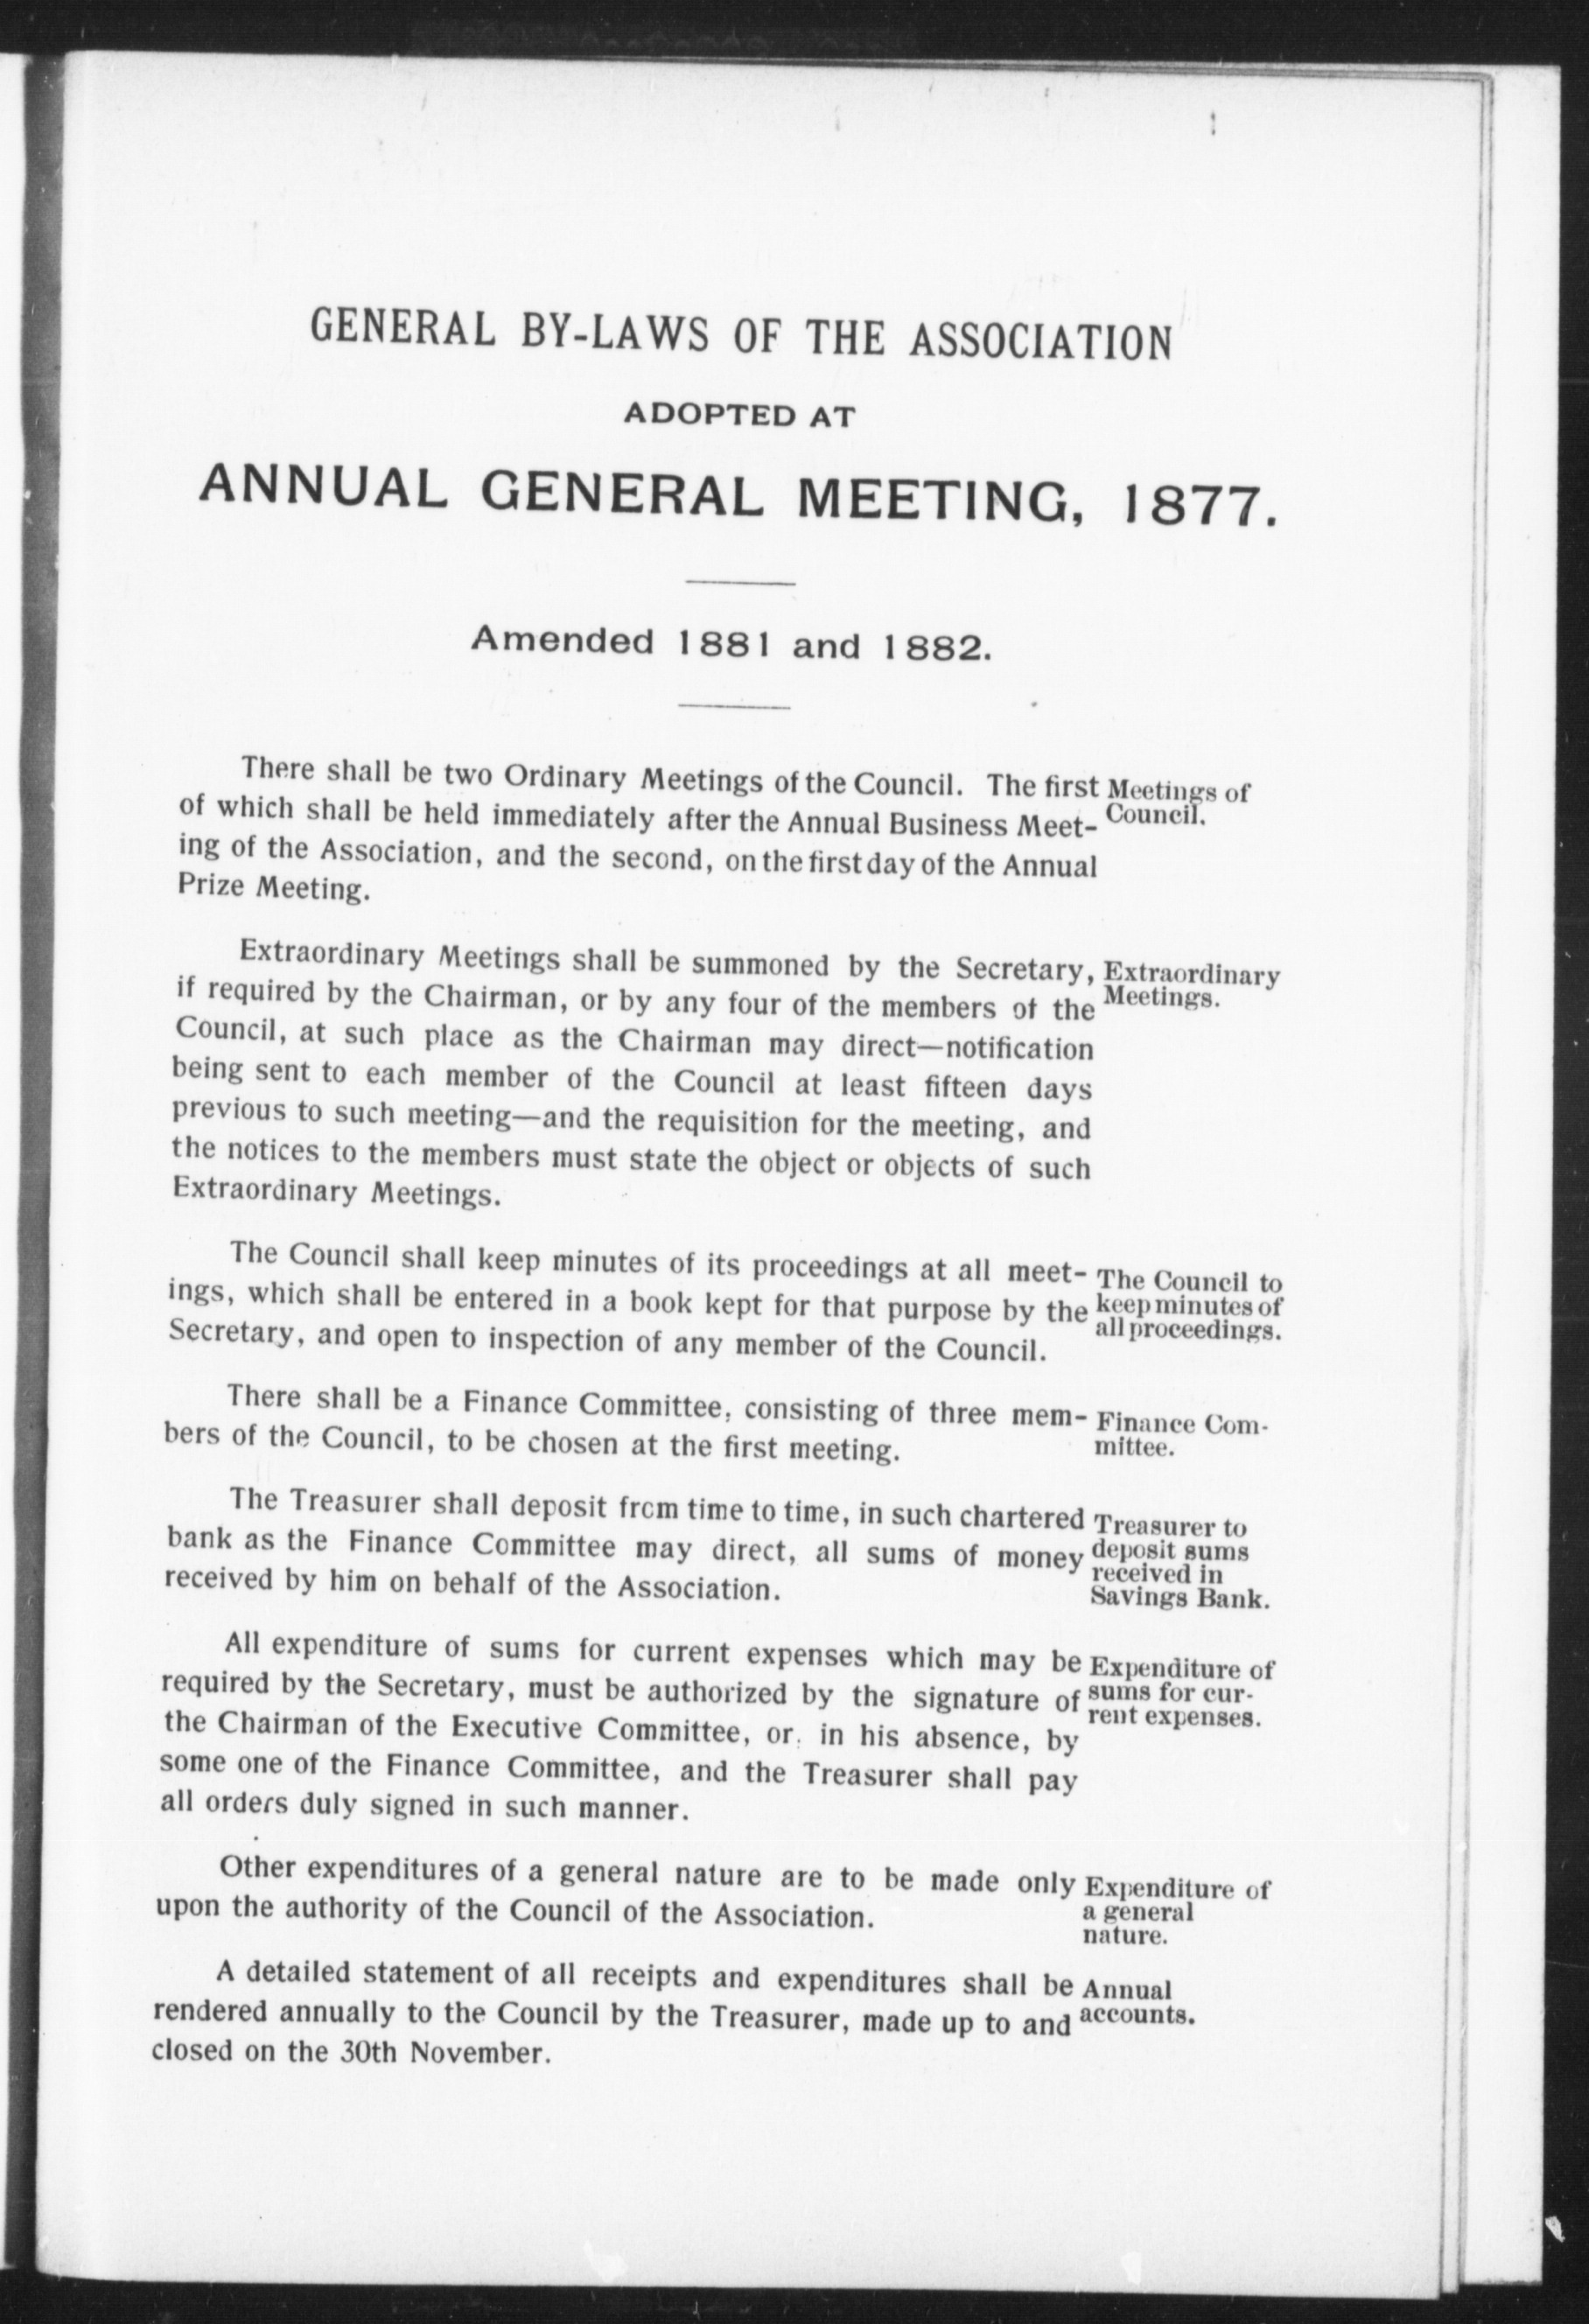 GENERAL BY-LAWS OF THE ASSOCIATION
ADOPTED AT
ANNUAL GENERAL MEETING, 1877.
Amended 1881 and 1882.
There shall be two Ordinary Meetings of the Council. The first
of which shall be held immediately after the Annual Business Meet-
ing of the Association, and the second, on the first day of the Annual
Prize Meeting.
Meetings of
Council.
Extraordinary Meetings shall be summoned by the Secretary,
if required by the Chairman, or by any four of the members of the
Council, at such place as the Chairman may direct—notification
being sent to each member of the Council at least fifteen days
previous to such meeting—and the requisition for the meeting, and
the notices to the members must state the object or objects of such
Extraordinary Meetings.
Extraordinary
Meetings.
The Council shall keep minutes of its proceedings at all meet-
ings, which shall be entered in a book kept for that purpose by the
Secretary, and open to inspection of any member of the Council.
The Council to
keep minutes of
all proceedings.
There shall be a Finance Committee, consisting of three mem-
bers of the Council, to be chosen at the first meeting.
Finance Com-
mittee.
The Treasurer shall deposit frcm time to time, in such chartered
bank as the Finance Committee may direct, all sums of money
received by him on behalf of the Association.
Treasurer to
deposit sums
received in
Savings Bank.
All expenditure of sums for current expenses which may be
required by the Secretary, must be authorized by the signature of
the Chairman of the Executive Committee, or, in his absence, by
some one of the Finance Committee, and the Treasurer shall pay
all orders duly signed in such manner.
Expenditure of
sums for cur-
rent expenses.
Other expenditures of a general nature are to be made only
upon the authority of the Council of the Association.
Expenditure of
a general
nature.
A detailed statement of all receipts and expenditures shall be
rendered annually to the Council by the Treasurer, made up to and
closed on the 30th November.
Annual
accounts.